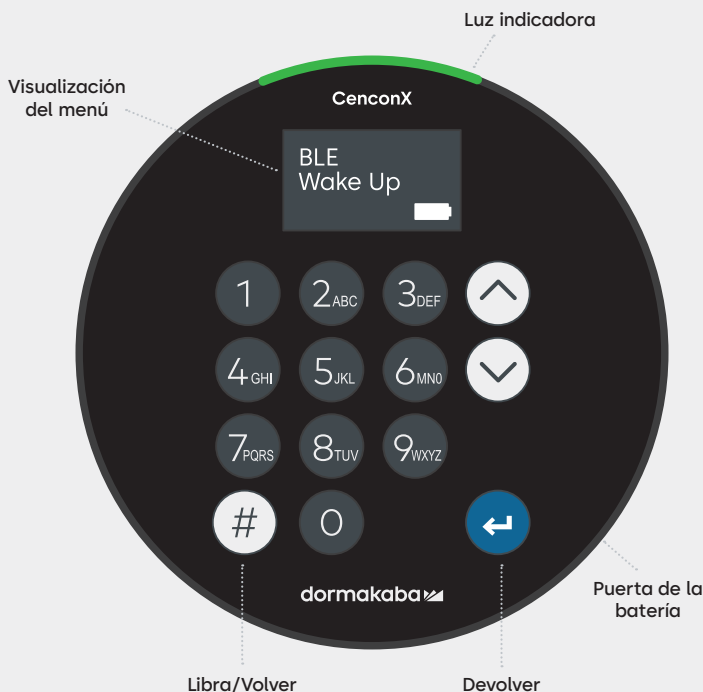 Luz indicadora
Visualización
del menú
CenconX
BLE
Wake Up
1 2ABC 3DEF
4GHI 5JKL 6MNO
7PQRS 8TUV 9WXYZ
# 0
dormakaba
Puerta de la
batería
Libra/Volver Devolver